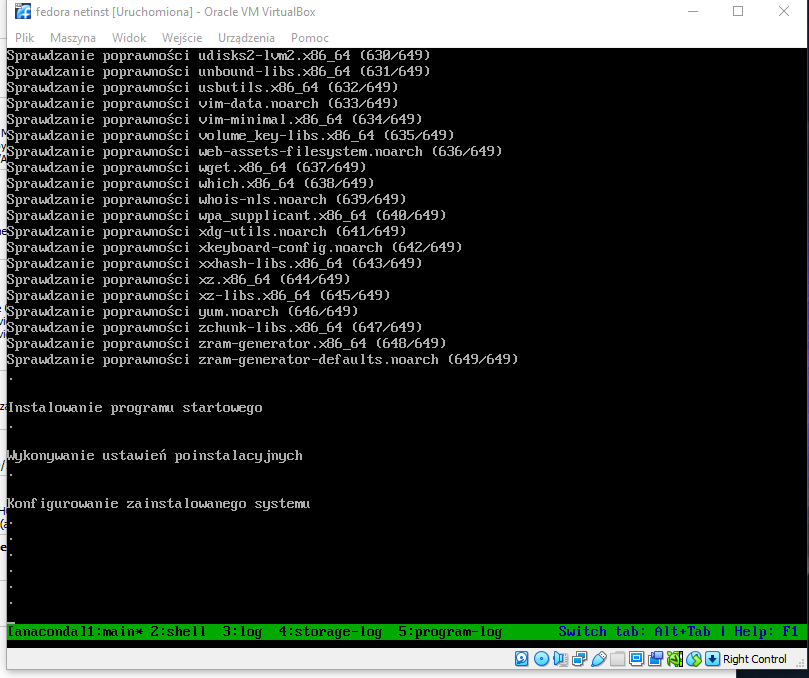 fedora netinst [Uruchomiona] - Oracle VM VirtualBox
Plik Maszyna Widok Wejście Urządzenia Pomoc
Sprawdzanie poprawności udisks2-lvm2.x86_64 (630/649)
Sprawdzanie poprawności unbound-libs.x86_64 (631/649)
Sprawdzanie poprawności usbutils.x86_64 (632/649)
Sprawdzanie poprawności vim-data.noarch (633/649)
Sprawdzanie poprawności vim-minimal.x86_64 (634/649)
Sprawdzanie poprawności volume_key-libs.x86_64 (635/649)
Sprawdzanie poprawności web-assets-filesystem.noarch (636/649)
Sprawdzanie poprawności wget.x86_64 (637/649)
Sprawdzanie poprawności which.x86_64 (638/649)
Sprawdzanie poprawności whois-nls.noarch (639/649)
Sprawdzanie poprawności wpa_supplicant.x86_64 (640/649)
Sprawdzanie poprawności xdg-utils.noarch (641/649)
Sprawdzanie poprawności xkeyboard-config.noarch (642/649)
Sprawdzanie poprawności xxhash-libs.x86_64 (643/649)
Sprawdzanie poprawności xz.x86_64 (644/649)
Sprawdzanie poprawności xz-libs.x86_64 (645/649)
Sprawdzanie poprawności yum.noarch (646/649)
Sprawdzanie poprawności zchunk-libs.x86_64 (647/649)
Sprawdzanie poprawności zram-generator.x86_64 (648/649)
Sprawdzanie poprawności zram-generator-defaults.noarch (649/649)
.
Instalowanie programu startowego
.
Wykonywanie ustawień poinstalacyjnych
.
Konfigurowanie zainstalowanego systemu
.
.
.
.
.
.
[anaconda]1:main* 2:shell 3:log 4:storage-log 5:program-log Switch tab: Alt+Tab | Help: F1
Right Control